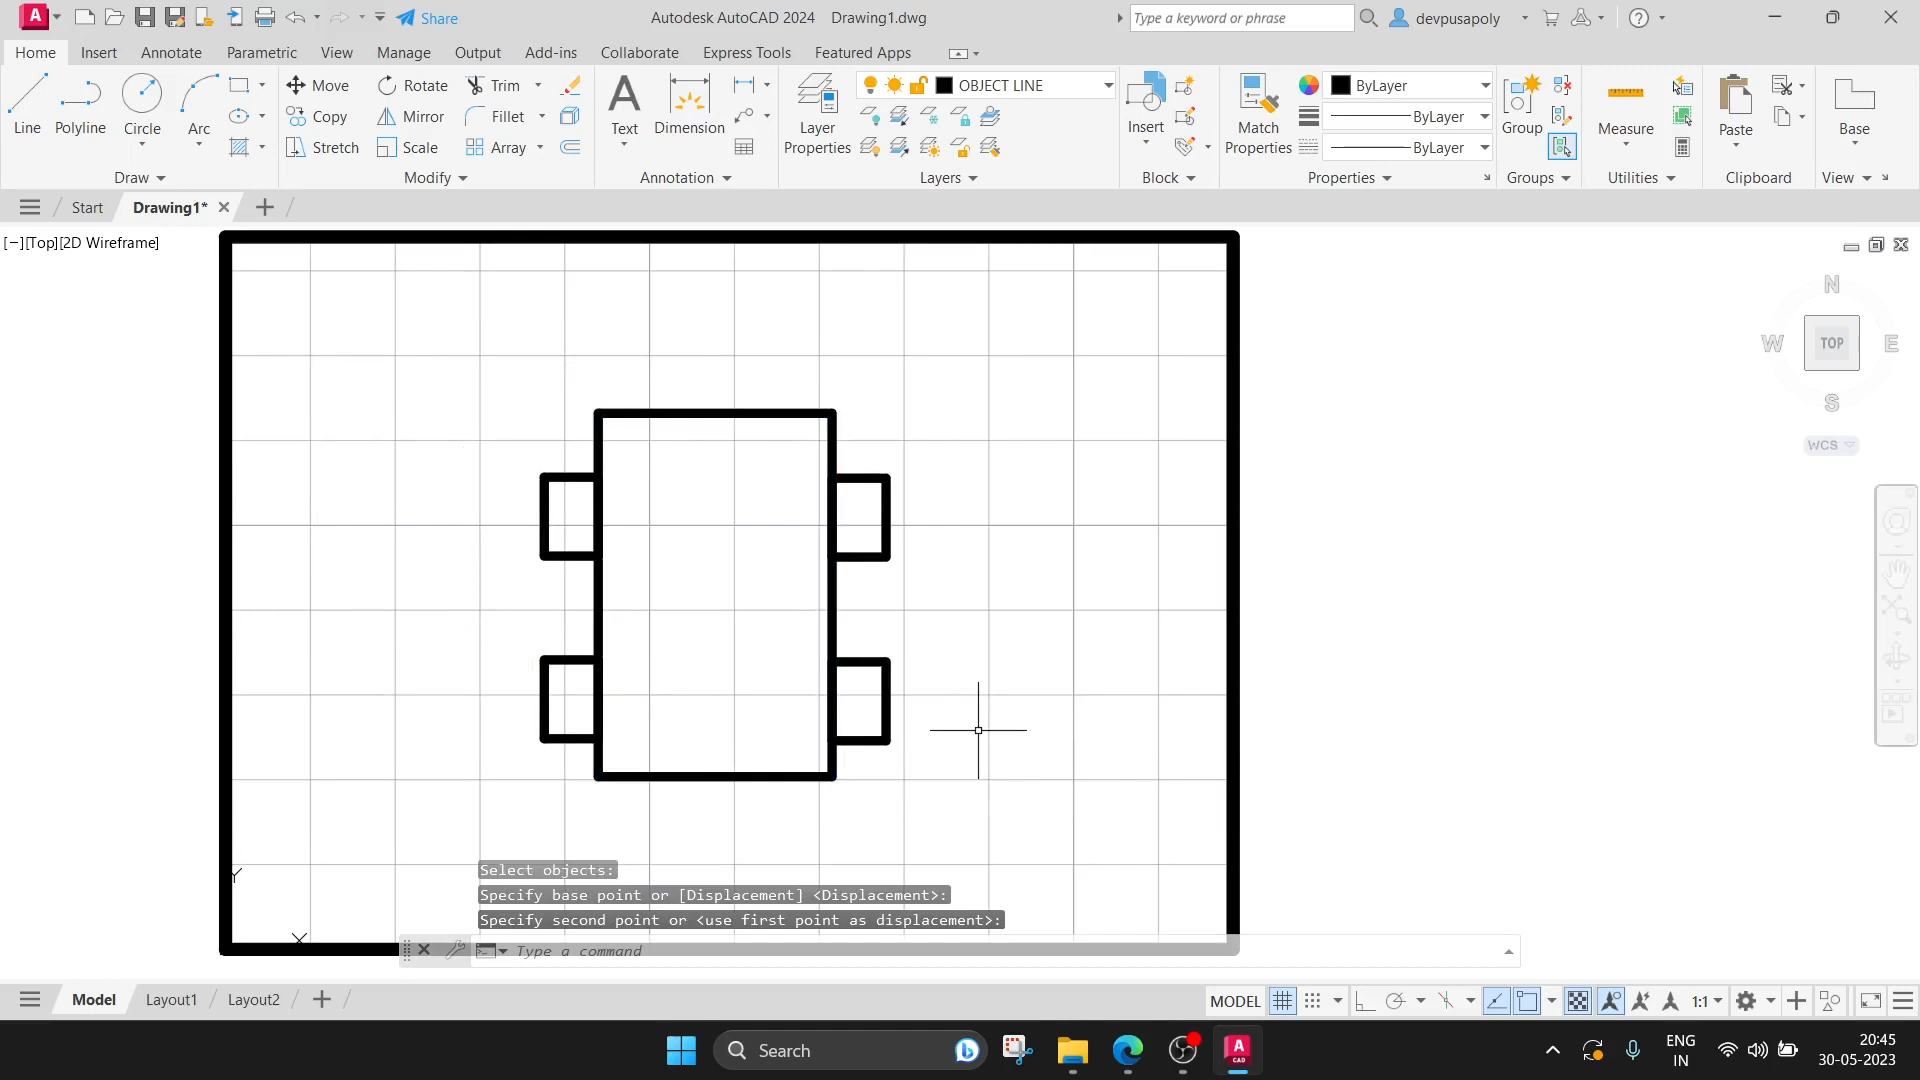 Share
Autodesk AutoCAD 2024 Drawing1.dwg
Type a keyword or phrase
devpusapoly
Home Insert Annotate Parametric View Manage Output Add-ins Collaborate Express Tools Featured Apps
Move Rotate Trim
Copy Mirror Fillet
Stretch Scale Array
Line Polyline Circle Arc
Text Dimension
Layer Properties
OBJECT LINE
Insert
Match Properties
ByLayer
ByLayer
ByLayer
Group
Measure
Paste
Base
Draw Modify Annotation Layers Block Properties Groups Utilities Clipboard View
Start Drawing1*
[−][Top][2D Wireframe]
N
W TOP E
S
WCS
Y
X
Select objects:
Specify base point or [Displacement] <Displacement>:
Specify second point or <use first point as displacement>:
Type a command
Model Layout1 Layout2
MODEL 1:1
Search
A CAD
ENG
IN
20:45
30-05-2023